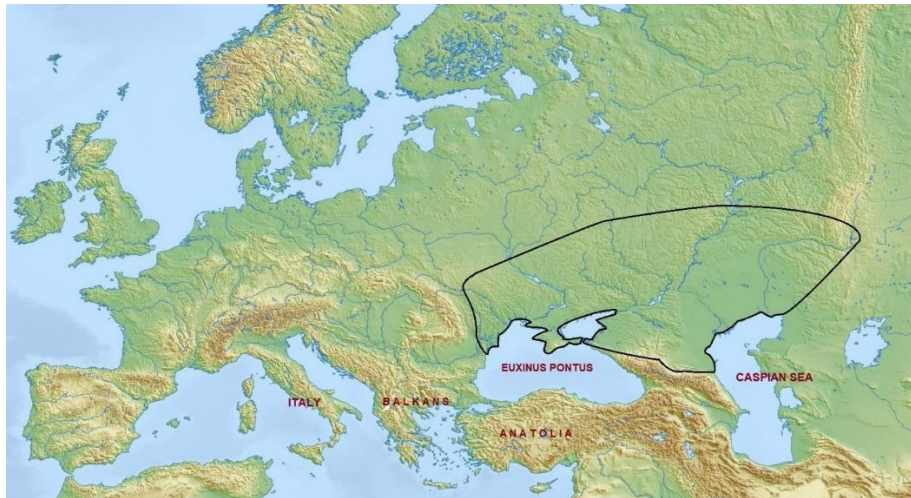 EUXINUS PONTUS
CASPIAN SEA
ITALY
BALKANS
ANATOLIA